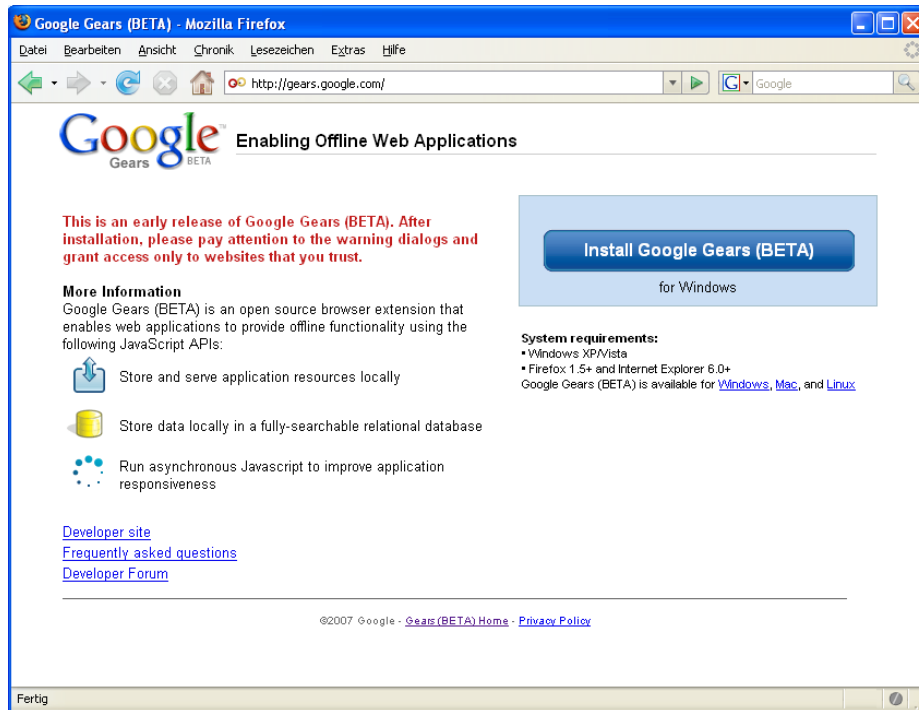 Google Gears (BETA) - Mozilla Firefox
Datei Bearbeiten Ansicht Chronik Lesezeichen Extras Hilfe
http://gears.google.com/ G Google
Google™ Enabling Offline Web Applications
Gears BETA
This is an early release of Google Gears (BETA). After
installation, please pay attention to the warning dialogs and
grant access only to websites that you trust.
More Information
Google Gears (BETA) is an open source browser extension that
enables web applications to provide offline functionality using the
following JavaScript APIs:
Store and serve application resources locally
Store data locally in a fully-searchable relational database
Run asynchronous Javascript to improve application
responsiveness
Developer site
Frequently asked questions
Developer Forum
Install Google Gears (BETA)
for Windows
System requirements:
▪ Windows XP/Vista
▪ Firefox 1.5+ and Internet Explorer 6.0+
Google Gears (BETA) is available for Windows, Mac, and Linux
©2007 Google - Gears (BETA) Home - Privacy Policy
Fertig